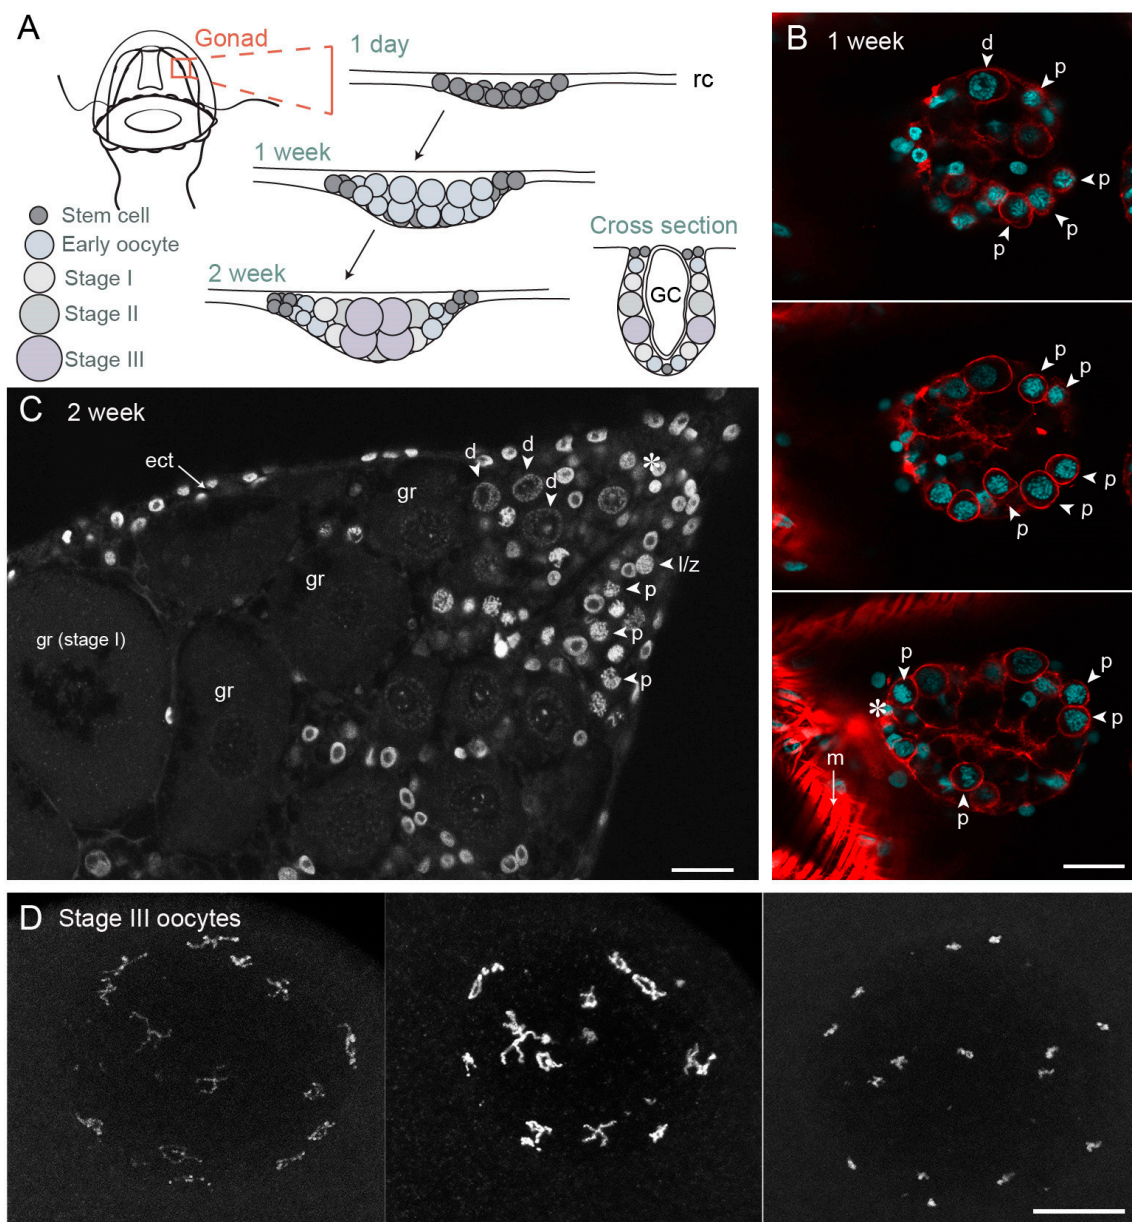 A
Gonad
1 day
rc
1 week
Stem cell
Early oocyte
Stage I
Stage II
Stage III
2 week
Cross section
GC
B 1 week
d
p
p
p
p
p
p
p
p
p
*
p
p
p
m
p
C 2 week
ect
gr
d
d
d
*
l/z
gr
p
p
gr (stage I)
gr
p
D Stage III oocytes